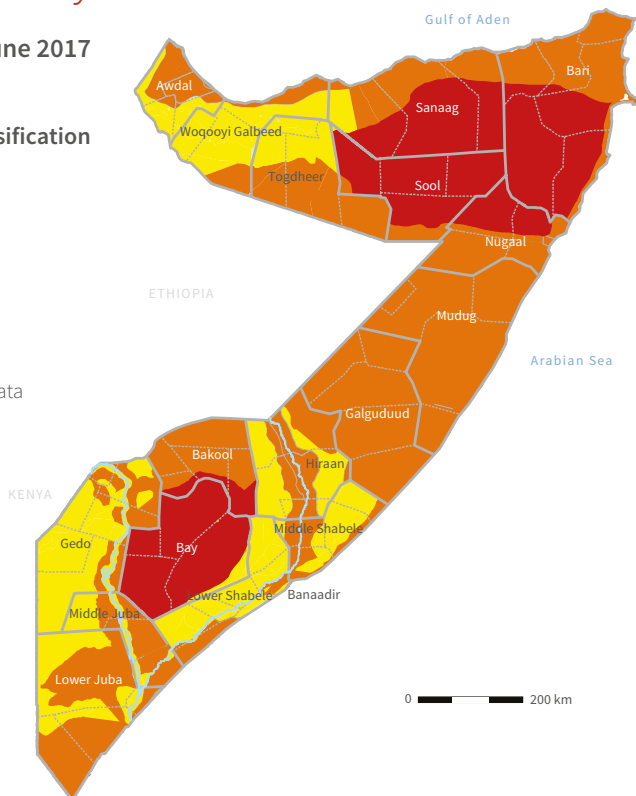 une 2017
sification
ata
Gulf of Aden
Bari
Awdal
Sanaag
Woqooyi Galbeed
Togdheer
Sool
Nugaal
ETHIOPIA
Mudug
Arabian Sea
Galguduud
Bakool
Hiraan
KENYA
Middle Shabele
Gedo
Bay
Lower Shabele
Banaadir
Middle Juba
Lower Juba
0
200 km